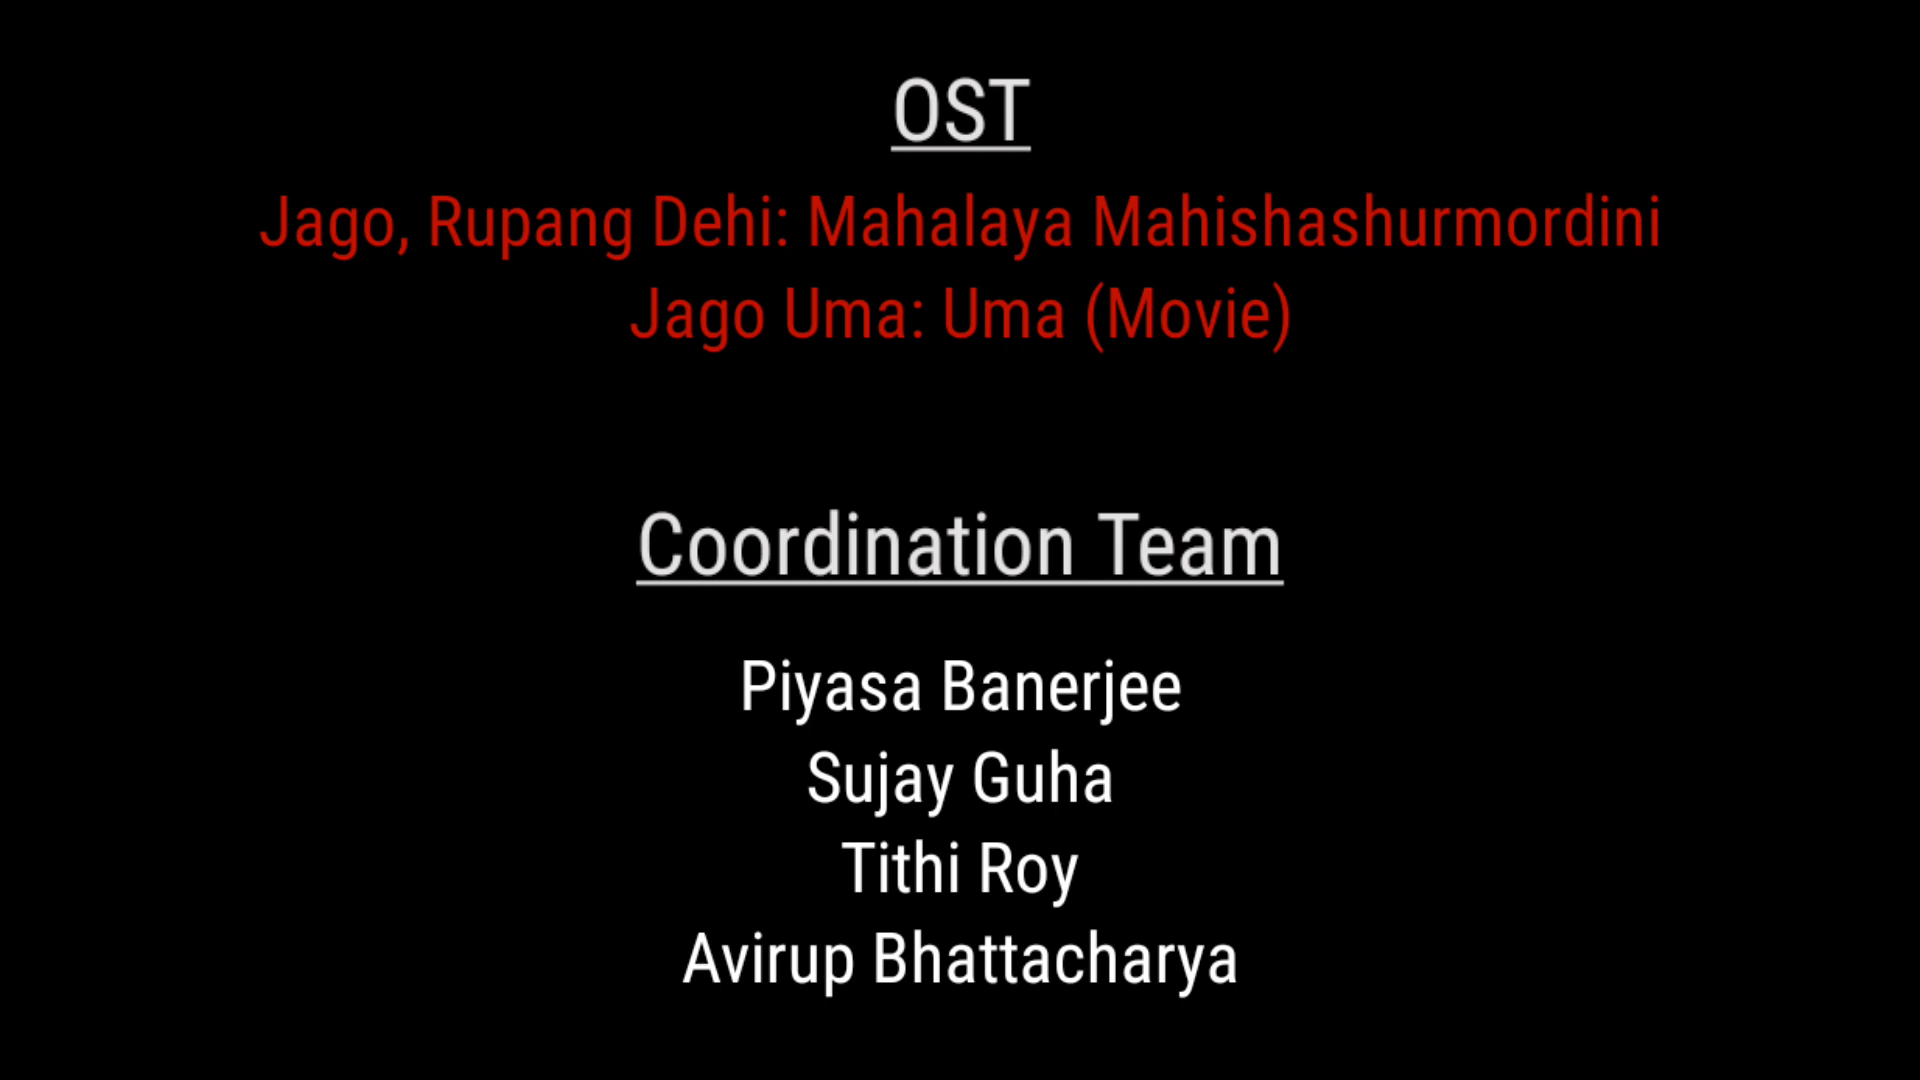 OST
Jago, Rupang Dehi: Mahalaya Mahishashurmordini
Jago Uma: Uma (Movie)
Coordination Team
Piyasa Banerjee
Sujay Guha
Tithi Roy
Avirup Bhattacharya